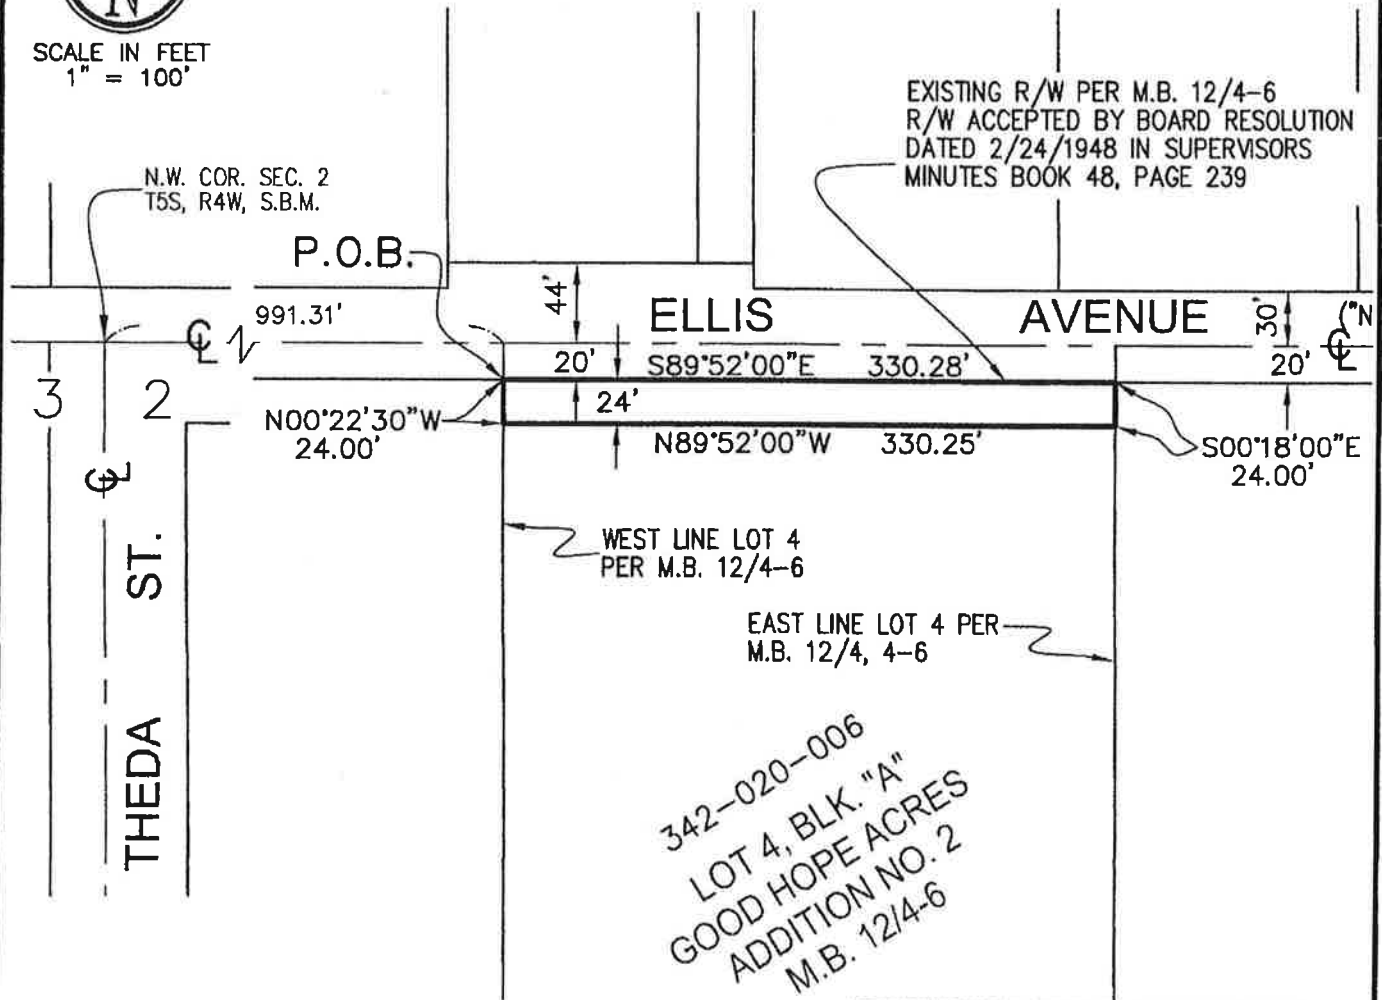 N
SCALE IN FEET
1" = 100'
EXISTING R/W PER M.B. 12/4-6
R/W ACCEPTED BY BOARD RESOLUTION
DATED 2/24/1948 IN SUPERVISORS
MINUTES BOOK 48, PAGE 239
N.W. COR. SEC. 2
T5S, R4W, S.B.M.
P.O.B.
991.31'
44'
ELLIS AVENUE
30'
("N
CL
CL
20'
S89°52'00"E 330.28'
20'
3 2
24'
N00°22'30"W
24.00'
N89°52'00"W 330.25'
S00°18'00"E
24.00'
CL
WEST LINE LOT 4
PER M.B. 12/4-6
THEDA ST.
EAST LINE LOT 4 PER
M.B. 12/4, 4-6
342-020-006
LOT 4, BLK. "A"
GOOD HOPE ACRES
ADDITION NO. 2
M.B. 12/4-6